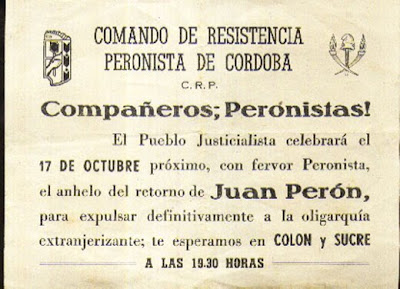 COMANDO DE RESISTENCIA
PERONISTA DE CORDOBA
C. R. P.
Compañeros; Perónistas!
El Pueblo Justicialista celebrará el
17 DE OCTUBRE próximo, con fervor Peronista,
el anhelo del retorno de Juan Perón,
para expulsar definitivamente a la oligarquía
extranjerizante; te esperamos en COLON y SUCRE
A LAS 19.30 HORAS